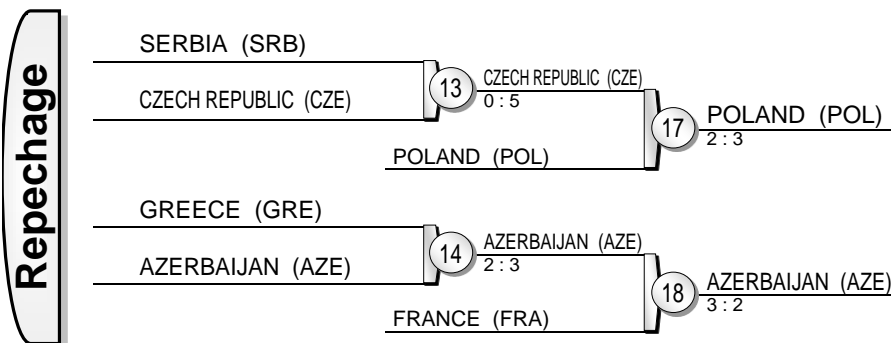 Repechage
SERBIA (SRB)
CZECH REPUBLIC (CZE)
13
CZECH REPUBLIC (CZE)
0 : 5
POLAND (POL)
17
POLAND (POL)
2 : 3
GREECE (GRE)
AZERBAIJAN (AZE)
14
AZERBAIJAN (AZE)
2 : 3
FRANCE (FRA)
18
AZERBAIJAN (AZE)
3 : 2